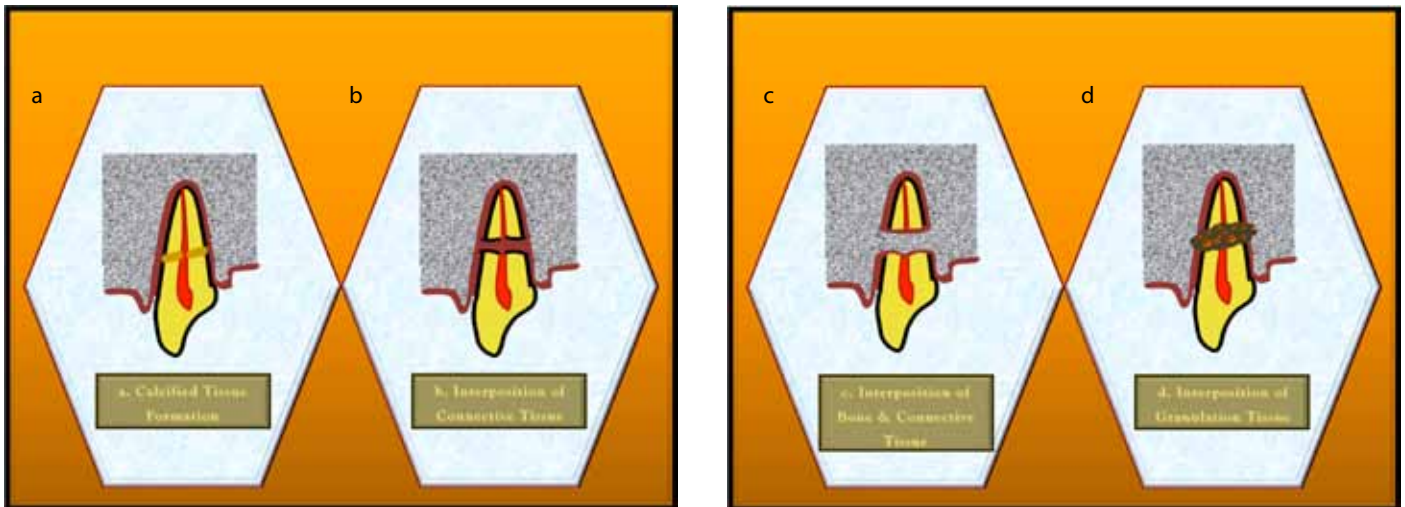 a
b
c
d
a. Calcified Tissue
Formation
b. Interposition of
Connective Tissue
c. Interposition of
Bone & Connective
Tissue
d. Interposition of
Granulation Tissue